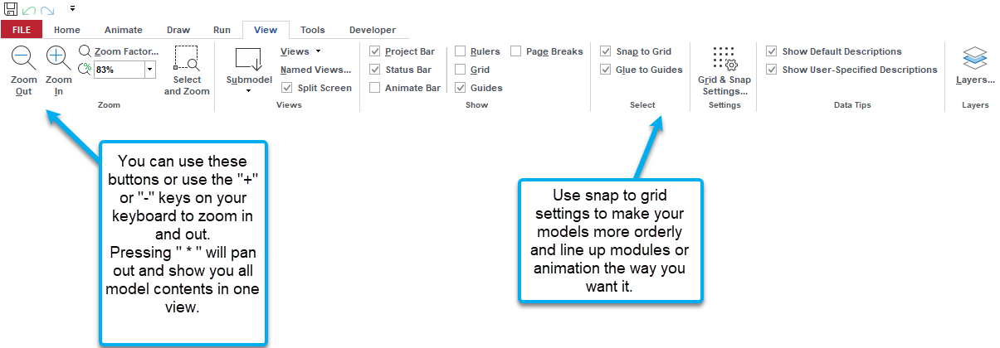 FILE Home Animate Draw Run View Tools Developer
Zoom Out
Zoom In
Zoom Factor...
83%
Select and Zoom
Zoom
Submodel
Views
Named Views...
Split Screen
Views
Project Bar
Status Bar
Animate Bar
Rulers
Grid
Guides
Page Breaks
Show
Snap to Grid
Glue to Guides
Select
Grid & Snap
Settings...
Settings
Show Default Descriptions
Show User-Specified Descriptions
Data Tips
Layers...
Layers
You can use these
buttons or use the "+"
or "-" keys on your
keyboard to zoom in
and out.
Pressing " * " will pan
out and show you all
model contents in one
view.
Use snap to grid
settings to make your
models more orderly
and line up modules or
animation the way you
want it.